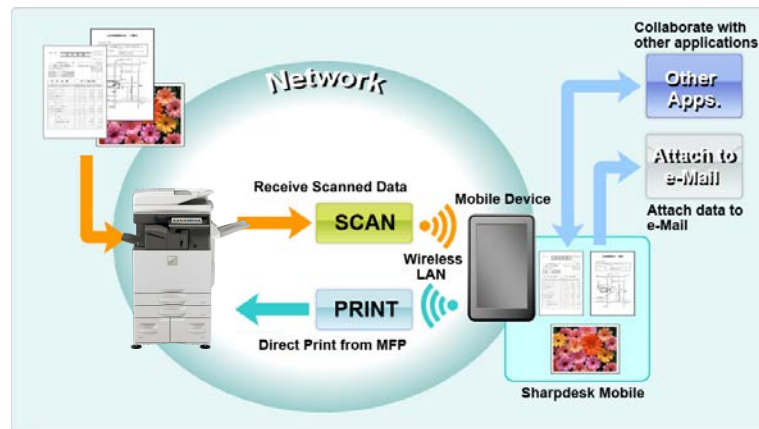 Collaborate with
other applications
Network
Other
Apps.
Attach to
e-Mail
Attach data to
e-Mail
Receive Scanned Data
SCAN
Mobile Device
Wireless
LAN
PRINT
Direct Print from MFP
Sharpdesk Mobile